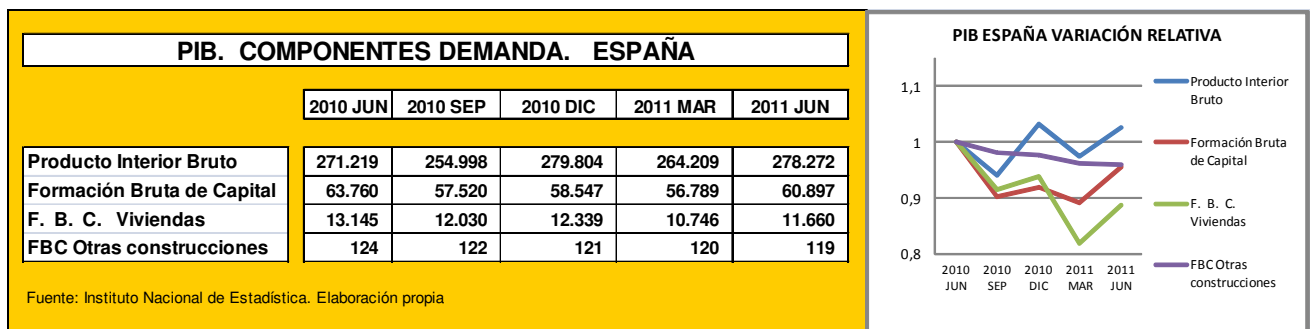 PIB. COMPONENTES DEMANDA. ESPAÑA
2010 JUN 2010 SEP 2010 DIC 2011 MAR 2011 JUN
Producto Interior Bruto 271.219 254.998 279.804 264.209 278.272
Formación Bruta de Capital 63.760 57.520 58.547 56.789 60.897
F. B. C. Viviendas 13.145 12.030 12.339 10.746 11.660
FBC Otras construcciones 124 122 121 120 119
Fuente: Instituto Nacional de Estadística. Elaboración propia
PIB ESPAÑA VARIACIÓN RELATIVA
1,1
1
0,9
0,8
2010 2010 2010 2011 2011
JUN SEP DIC MAR JUN
Producto Interior
Bruto
Formación Bruta
de Capital
F. B. C.
Viviendas
FBC Otras
construcciones